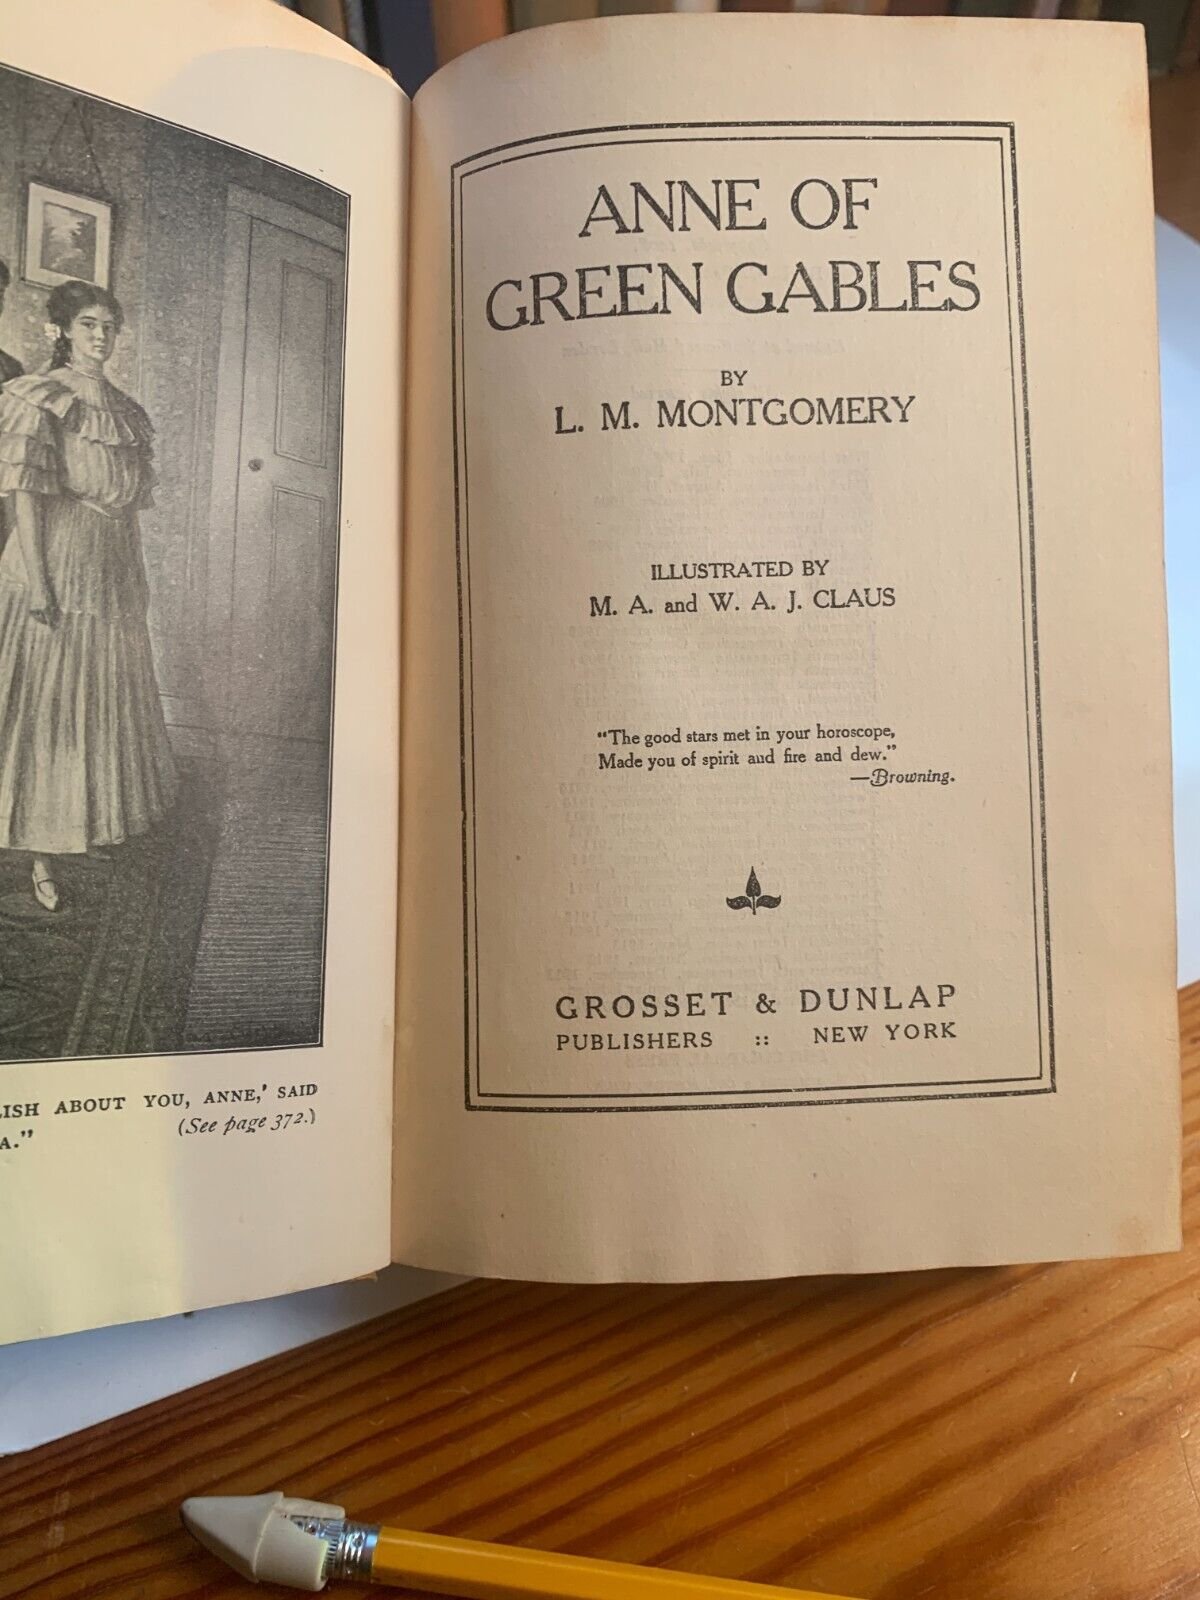 LISH ABOUT YOU, ANNE,' SAID
A."
(See page 372.)
ANNE OF
GREEN GABLES
BY
L. M. MONTGOMERY
ILLUSTRATED BY
M. A. and W. A. J. CLAUS
"The good stars met in your horoscope,
Made you of spirit and fire and dew."
—Browning.
GROSSET & DUNLAP
PUBLISHERS :: NEW YORK